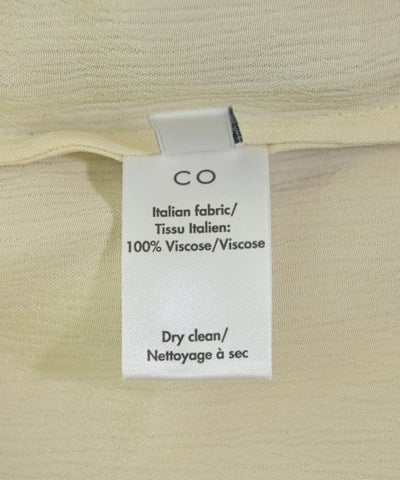 CO
Italian fabric/
Tissu Italien:
100% Viscose/Viscose
Dry clean/
Nettoyage à sec